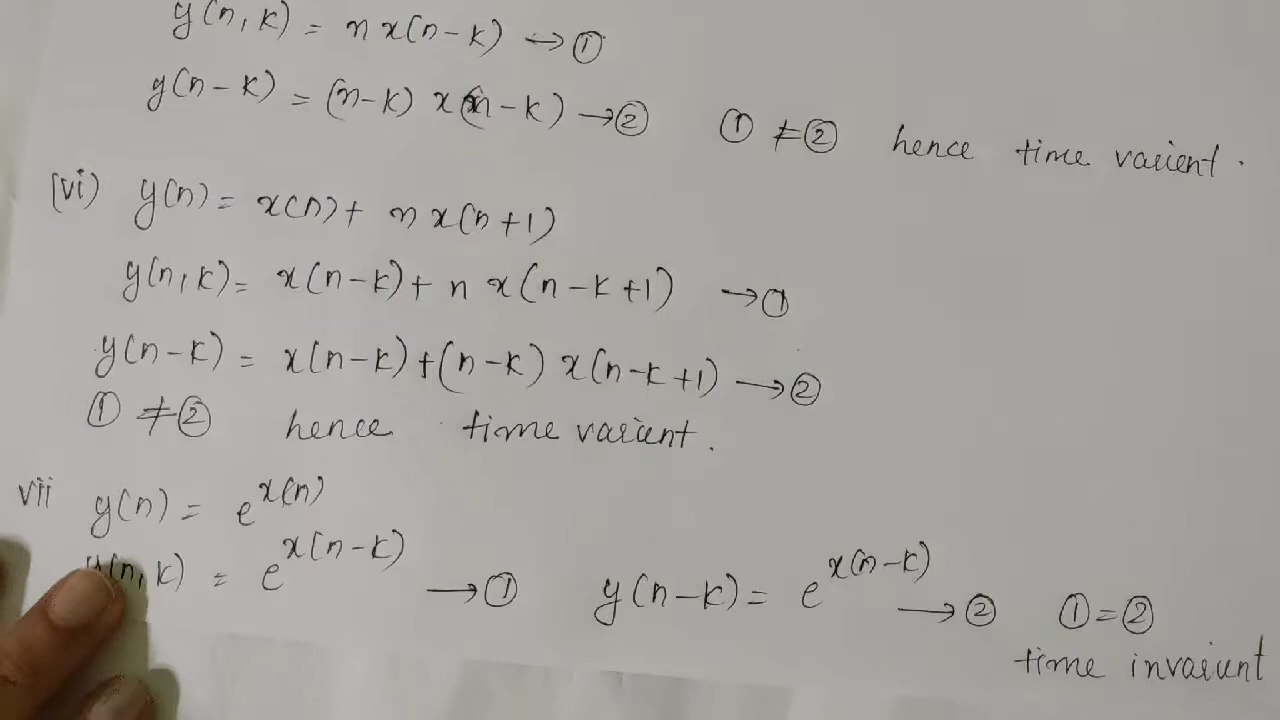 y(n,k) = n x(n-k) → ①
y(n-k) = (n-k) x(n-k) → ② ① ≠ ② hence time varient.
(vi) y(n) = x(n) + n x(n+1)
y(n,k) = x(n-k) + n x(n-k+1) → ①
y(n-k) = x(n-k) + (n-k) x(n-k+1) → ②
① ≠ ② hence time varient.
vii y(n) = e^x(n)
y(n,k) = e^x(n-k) → ① y(n-k) = e^x(n-k) → ② ① = ②
time invarient